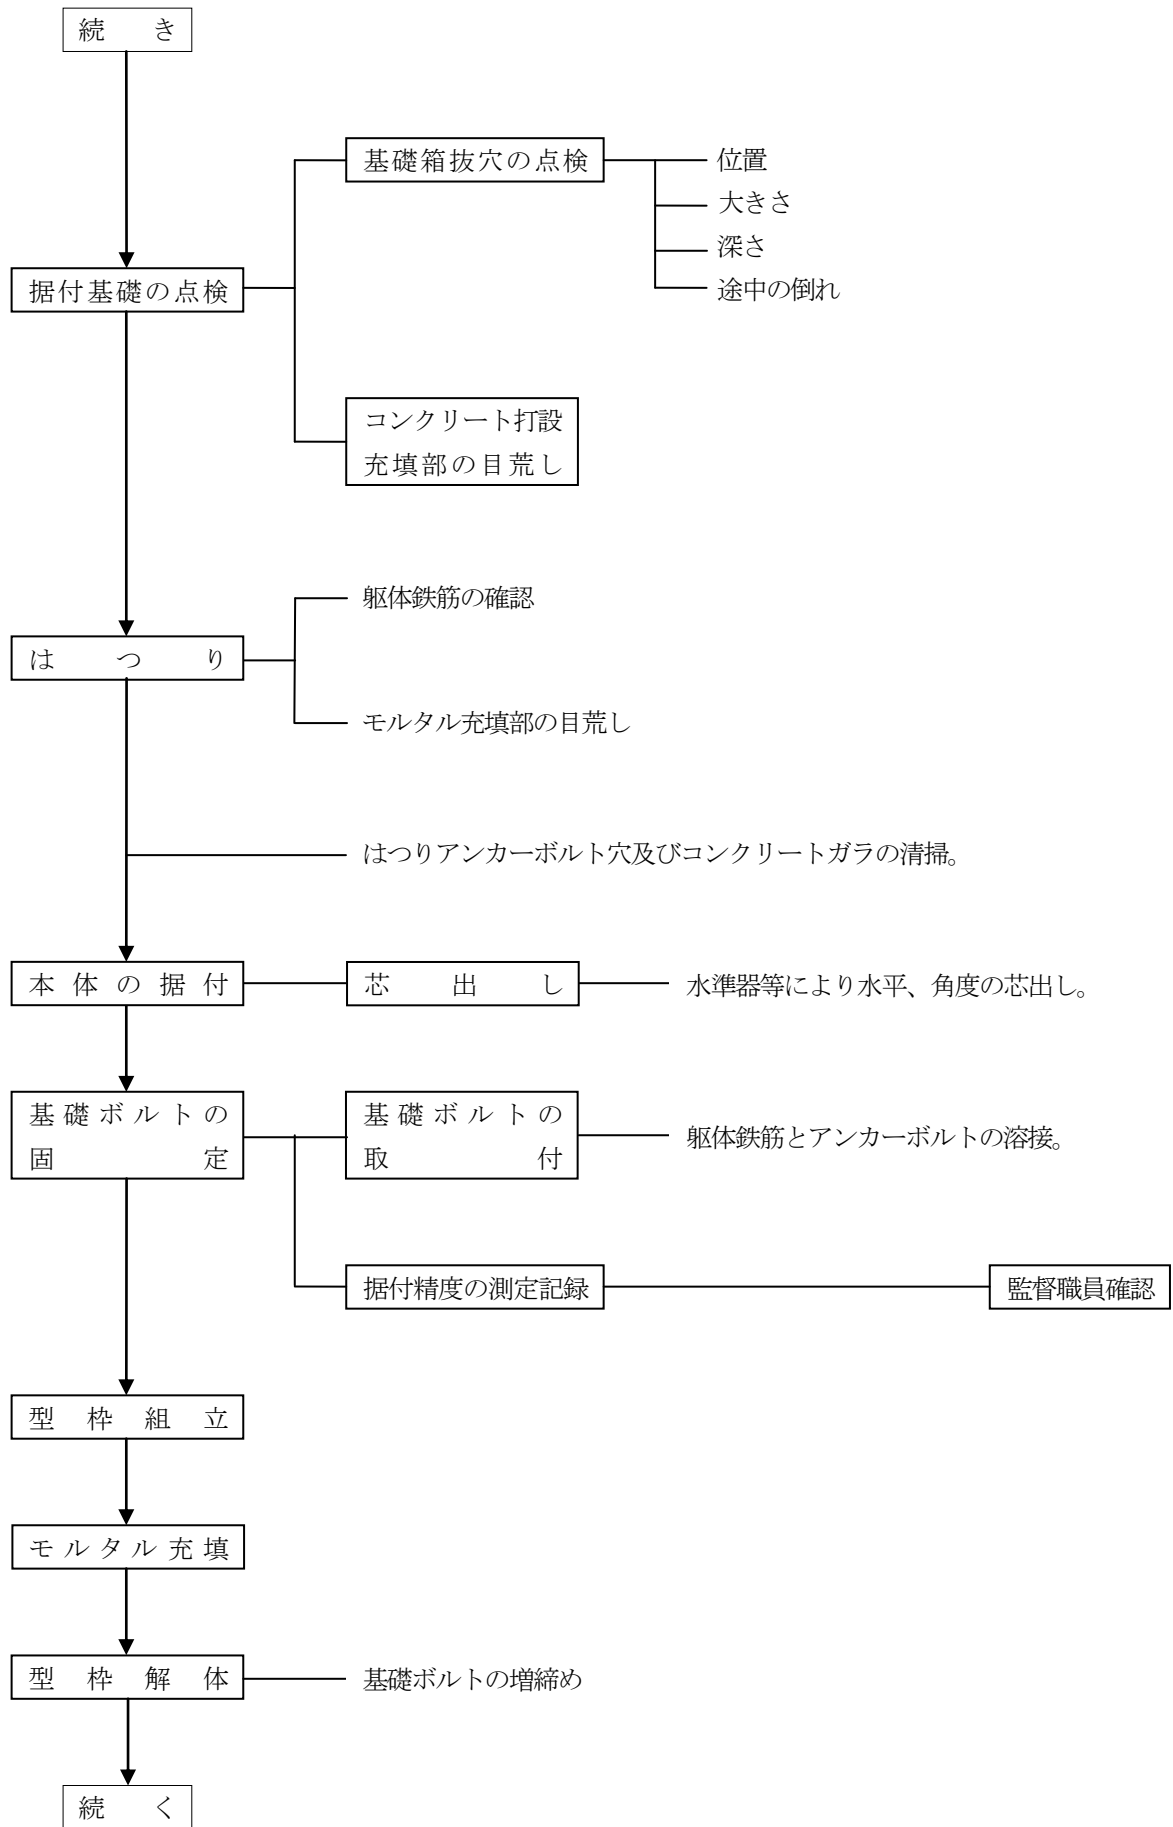 続き
基礎箱抜穴の点検
位置
大きさ
深さ
途中の倒れ
据付基礎の点検
コンクリート打設
充填部の目荒し
躯体鉄筋の確認
はつり
モルタル充填部の目荒し
はつりアンカーボルト穴及びコンクリートガラの清掃。
本体の据付
芯出し
水準器等により水平、角度の芯出し。
基礎ボルトの
固定
基礎ボルトの
取付
躯体鉄筋とアンカーボルトの溶接。
据付精度の測定記録
監督職員確認
型枠組立
モルタル充填
型枠解体
基礎ボルトの増締め
続く